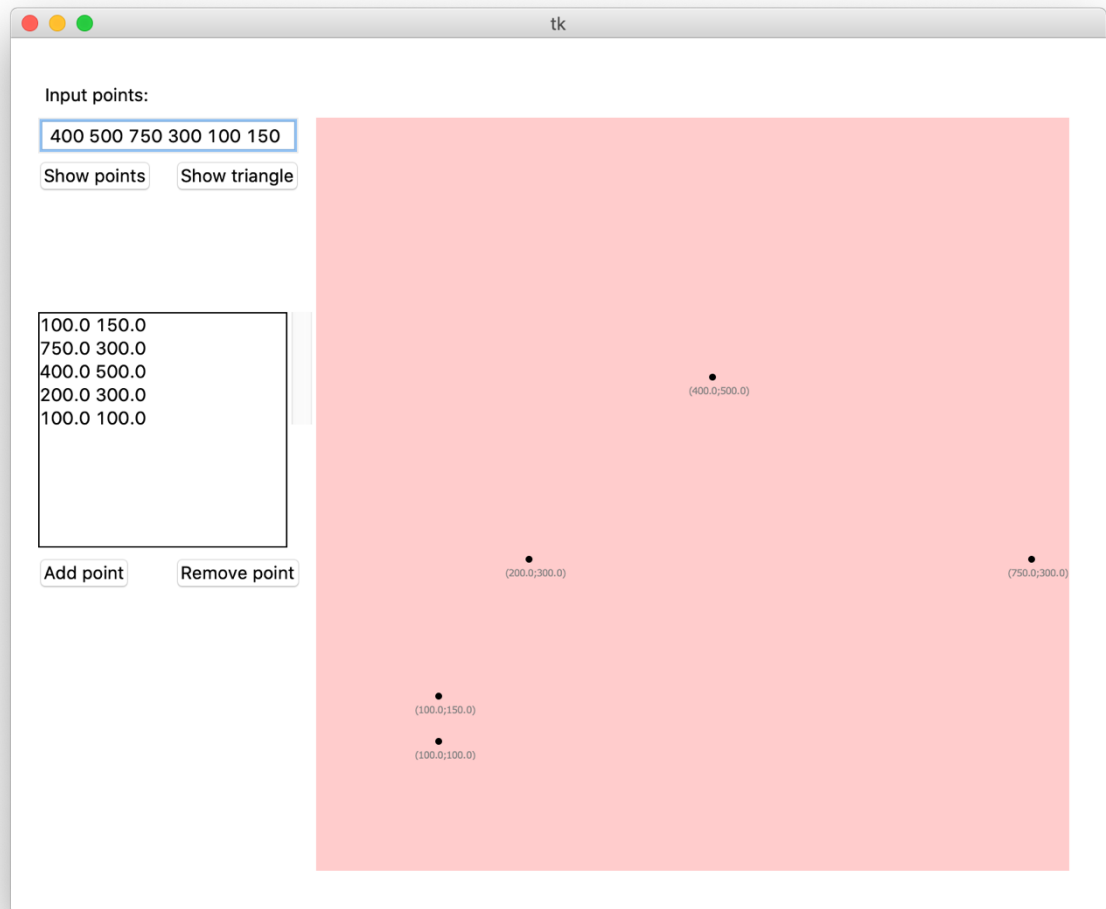 tk
Input points:
400 500 750 300 100 150
Show points
Show triangle
100.0 150.0
750.0 300.0
400.0 500.0
200.0 300.0
100.0 100.0
Add point
Remove point
(400.0;500.0)
(200.0;300.0)
(750.0;300.0)
(100.0;150.0)
(100.0;100.0)